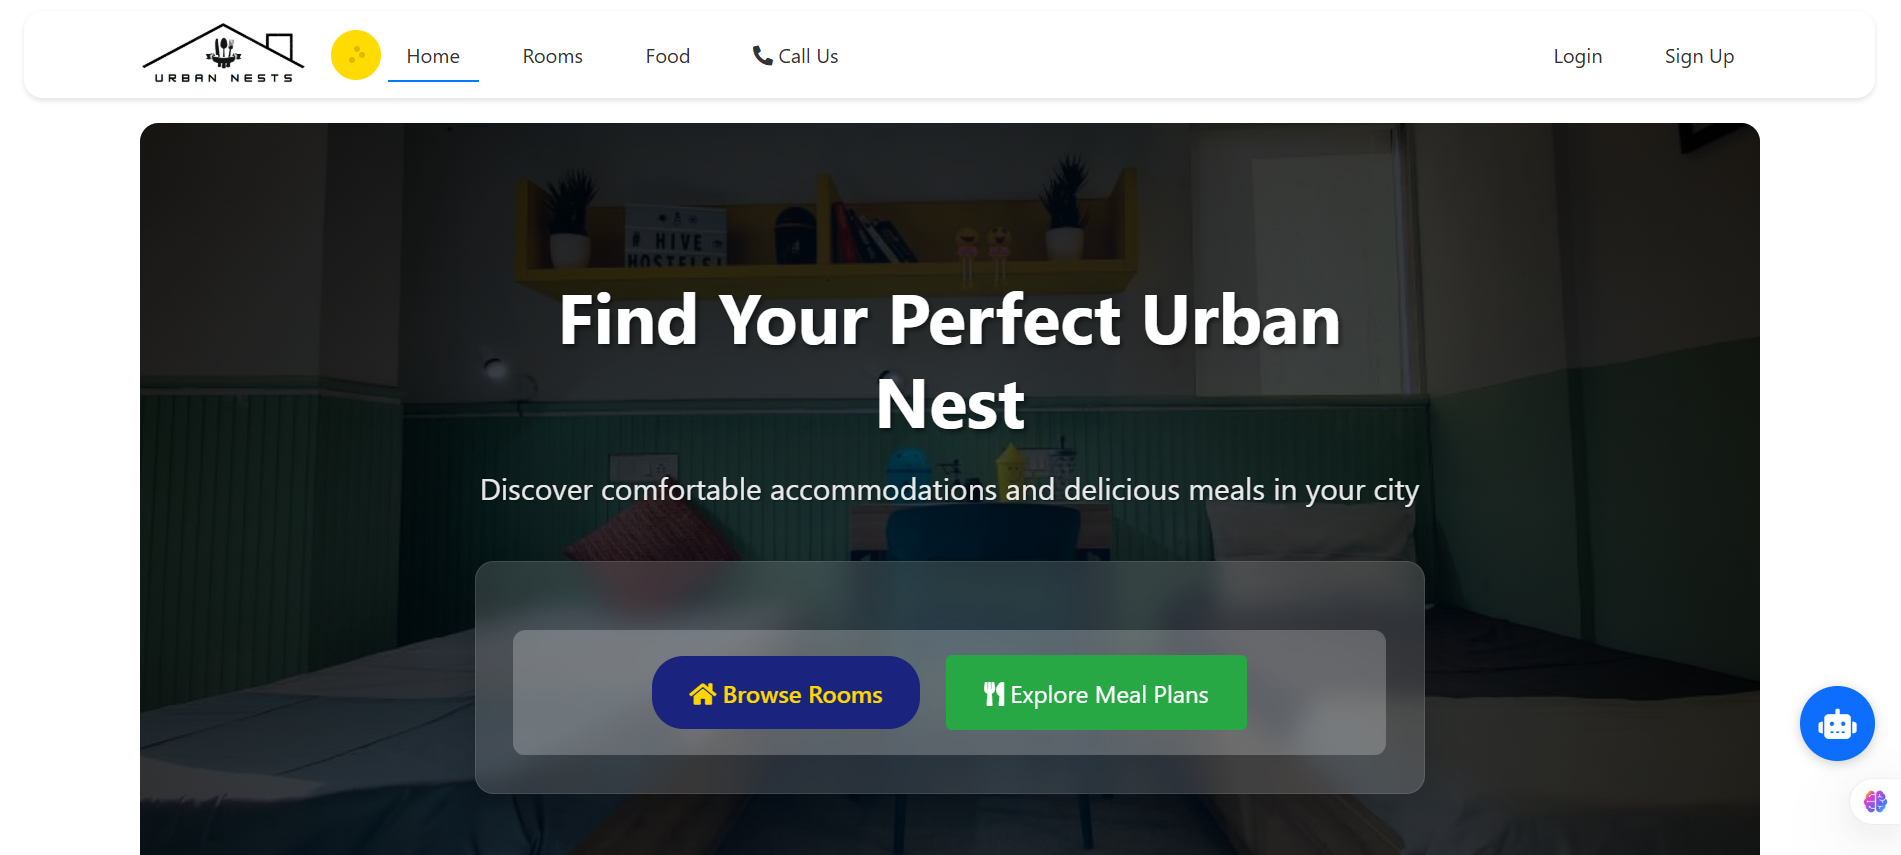 URBAN NESTS
Home
Rooms
Food
Call Us
Login
Sign Up
# HIVE
HOSTELS!
Find Your Perfect Urban
Nest
Discover comfortable accommodations and delicious meals in your city
Browse Rooms
Explore Meal Plans